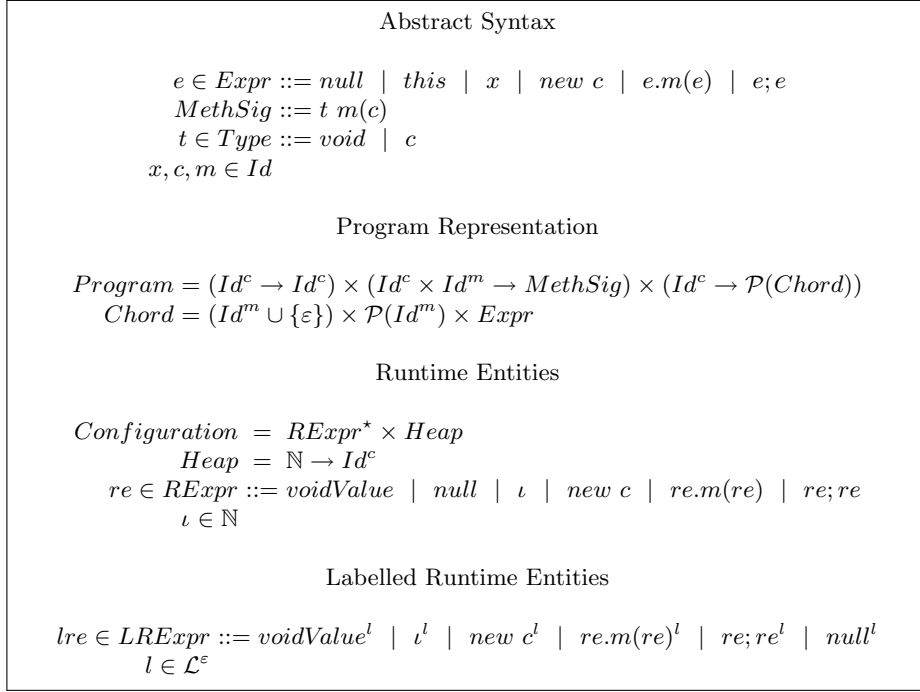 Abstract Syntax
e ∈ Expr ::= null | this | x | new c | e.m(e) | e; e
MethSig ::= t m(c)
t ∈ Type ::= void | c
x, c, m ∈ Id
Program Representation
Program = (Id^c → Id^c) × (Id^c × Id^m → MethSig) × (Id^c → 𝒫(Chord))
Chord = (Id^m ∪ {ε}) × 𝒫(Id^m) × Expr
Runtime Entities
Configuration = RExpr^⋆ × Heap
Heap = ℕ → Id^c
re ∈ RExpr ::= voidValue | null | ι | new c | re.m(re) | re; re
ι ∈ ℕ
Labelled Runtime Entities
lre ∈ LRExpr ::= voidValue^l | ι^l | new c^l | re.m(re)^l | re; re^l | null^l
l ∈ ℒ^ε